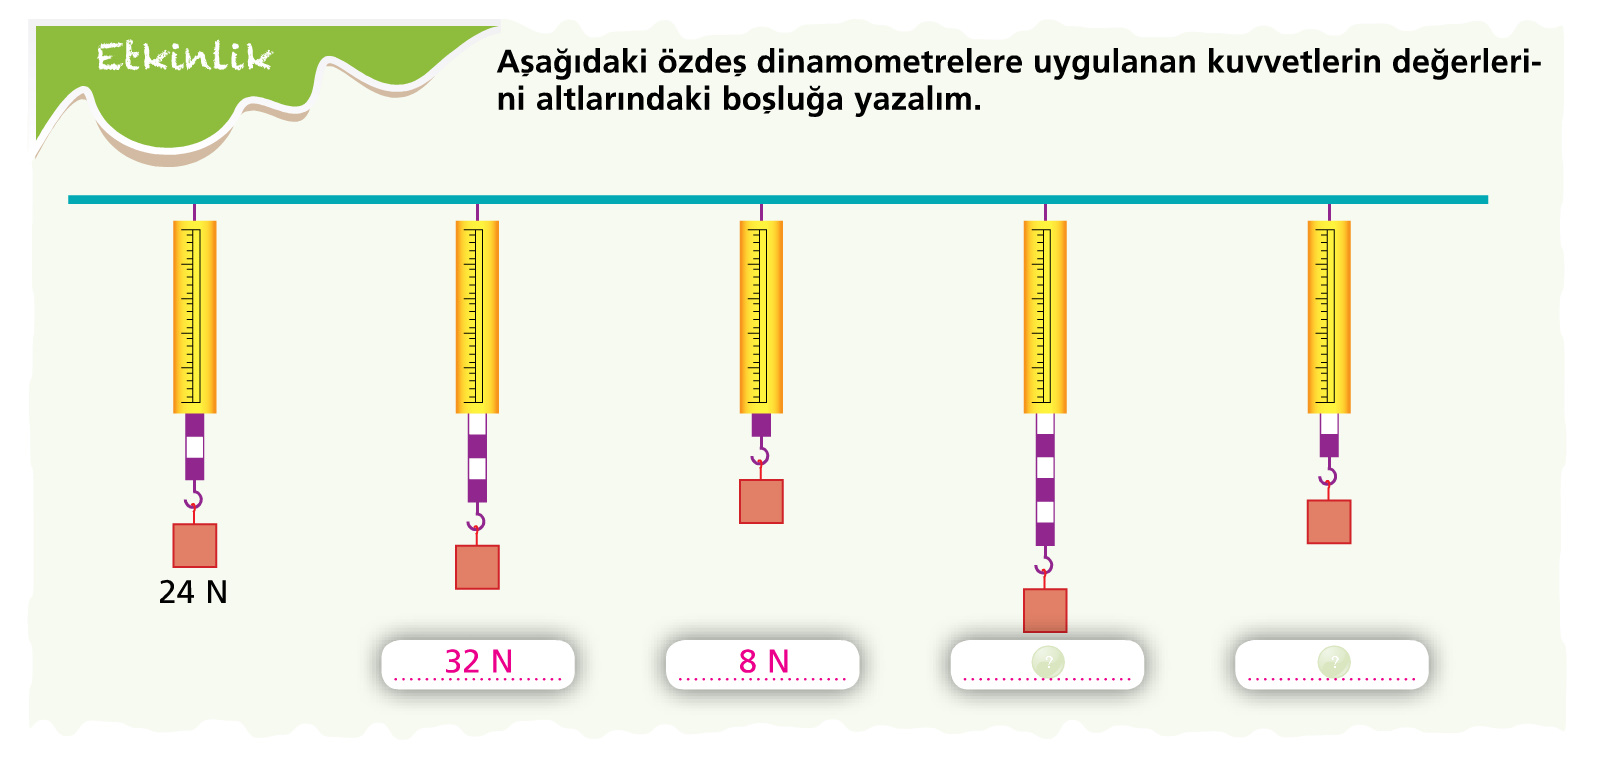 Etkinlik
Aşağıdaki özdeş dinamometrelere uygulanan kuvvetlerin değerleri-
ni altlarındaki boşluğa yazalım.
24 N
32 N
8 N
?
?